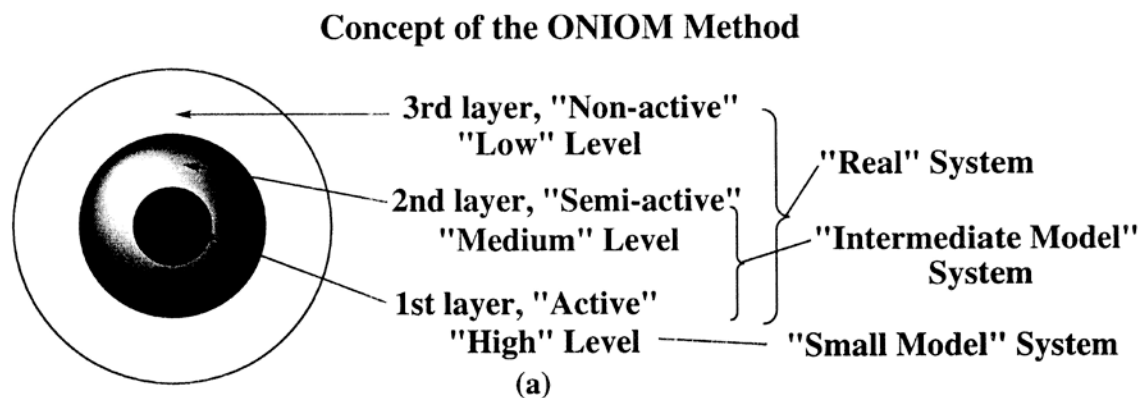 Concept of the ONIOM Method
3rd layer, "Non-active"
"Low" Level
2nd layer, "Semi-active"
"Medium" Level
1st layer, "Active"
"High" Level
"Real" System
"Intermediate Model"
System
"Small Model" System
(a)